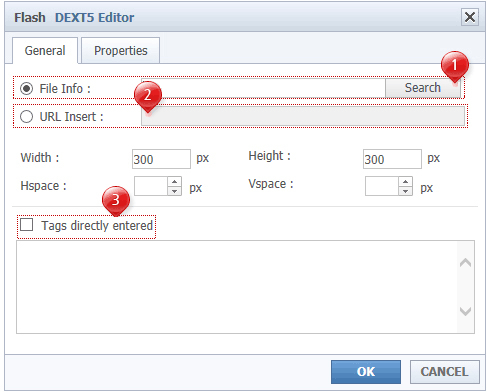 Flash DEXT5 Editor
General Properties
1
File Info : Search
2
URL Insert :
Width : 300 px Height : 300 px
Hspace : px Vspace : px
3
Tags directly entered
OK CANCEL